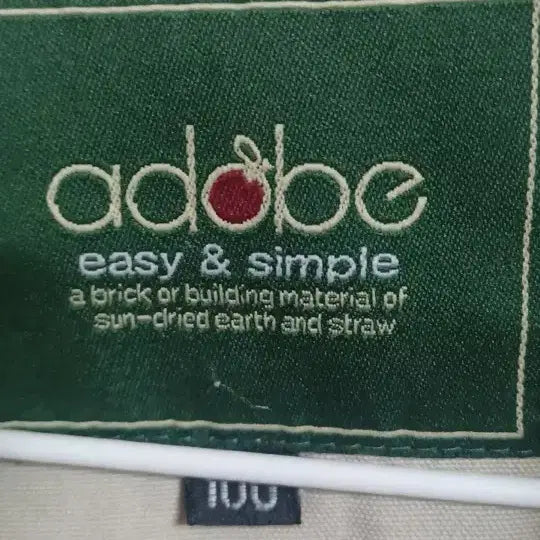 adobe
easy & simple
a brick or building material of
sun-dried earth and straw
100